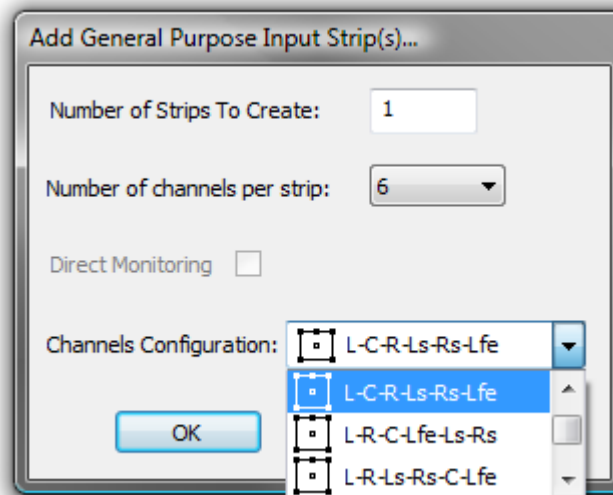 Add General Purpose Input Strip(s)...
Number of Strips To Create: 1
Number of channels per strip: 6
Direct Monitoring
Channels Configuration: L-C-R-Ls-Rs-Lfe
L-C-R-Ls-Rs-Lfe
OK L-R-C-Lfe-Ls-Rs
L-R-Ls-Rs-C-Lfe